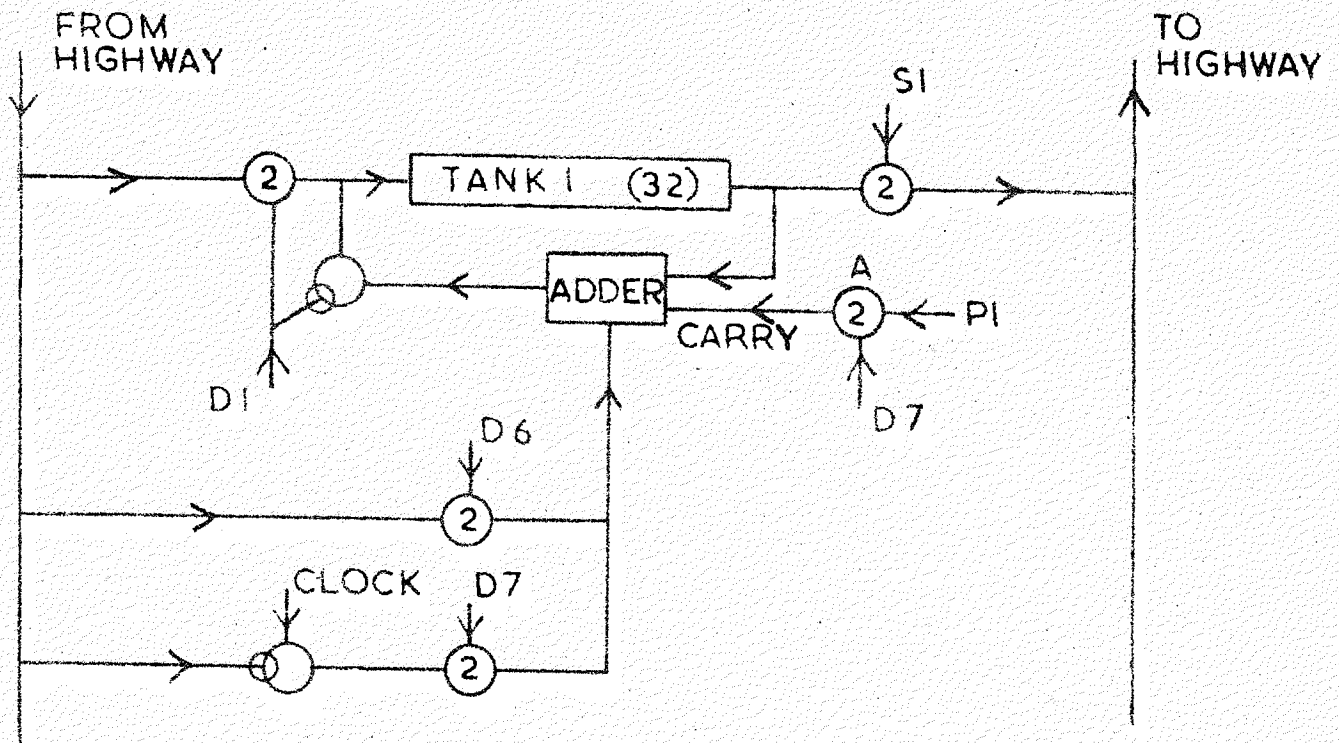 FROM
HIGHWAY
TO
HIGHWAY
S1
2
TANK 1 (32)
2
A
ADDER
2
P1
CARRY
D1
D7
D6
2
CLOCK
D7
2